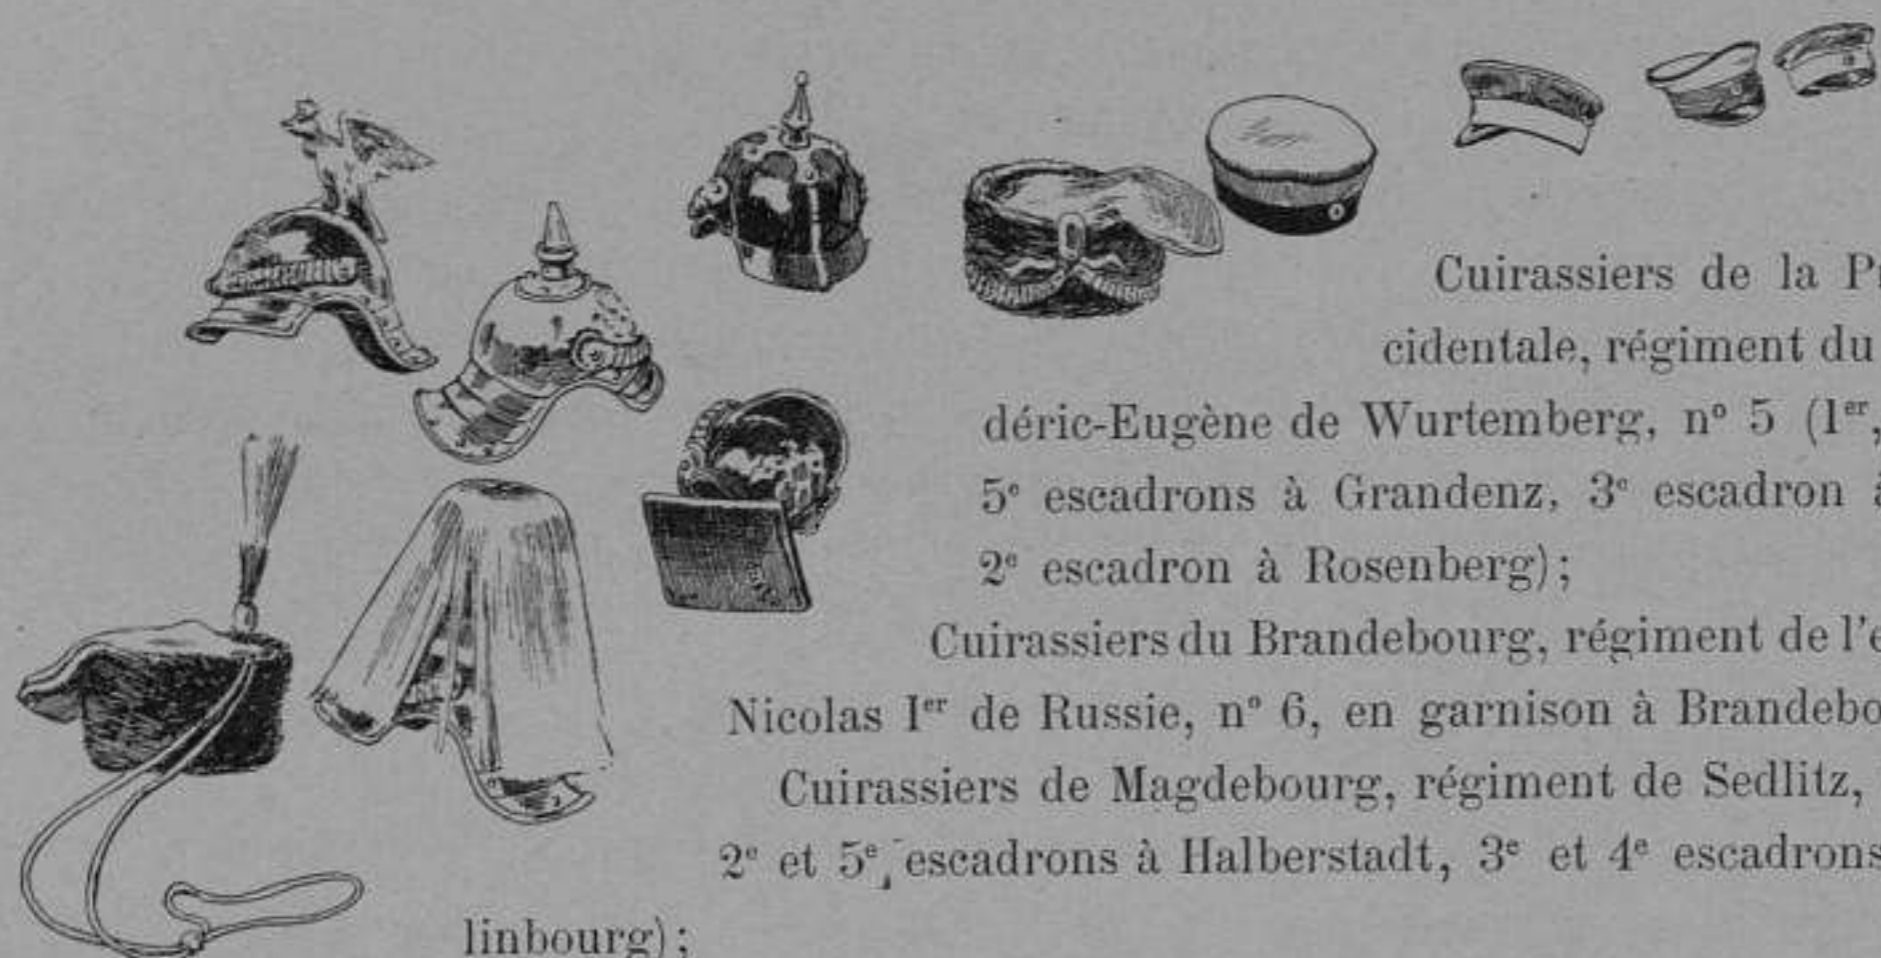 Cuirassiers de la
cidentale, régiment du
déric-Eugène de Wurtemberg, n° 5 (1er,
5e escadrons à Grandenz, 3e escadron à
2e escadron à Rosenberg);
Cuirassiers du Brandebourg, régiment de l'e
Nicolas Ier de Russie, n° 6, en garnison à Brandebo
Cuirassiers de Magdebourg, régiment de Sedlitz,
2e et 5e, escadrons à Halberstadt, 3e et 4e escadrons
linbourg);